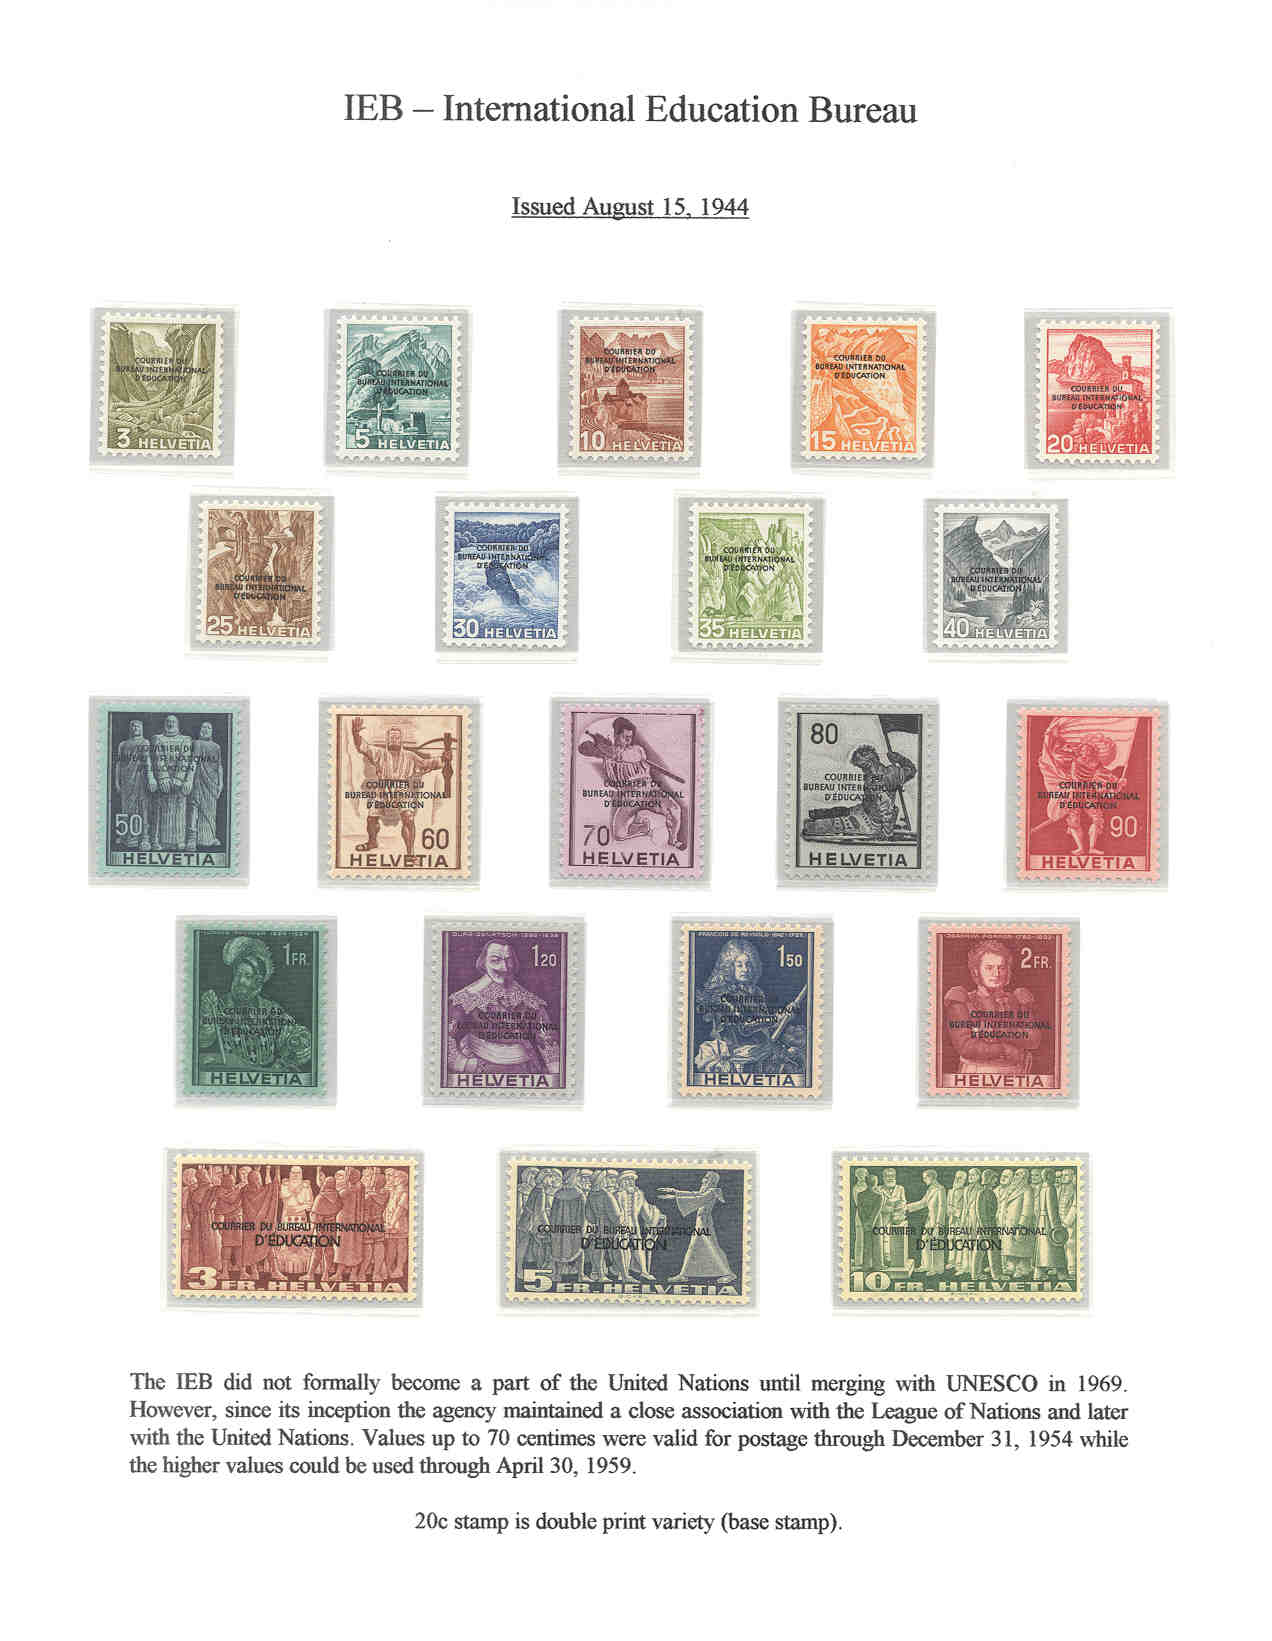 IEB – International Education Bureau
Issued August 15, 1944
COURRIER DU
BUREAU INTERNATIONAL
D'ÉDUCATION
3 HELVETIA
COURRIER DU
BUREAU INTERNATIONAL
D'ÉDUCATION
5 HELVETIA
COURRIER DU
BUREAU INTERNATIONAL
D'ÉDUCATION
10 HELVETIA
COURRIER DU
BUREAU INTERNATIONAL
D'ÉDUCATION
15 HELVETIA
COURRIER DU
BUREAU INTERNATIONAL
D'ÉDUCATION
20 HELVETIA
COURRIER DU
BUREAU INTERNATIONAL
D'ÉDUCATION
25 HELVETIA
COURRIER DU
BUREAU INTERNATIONAL
D'ÉDUCATION
30 HELVETIA
COURRIER DU
BUREAU INTERNATIONAL
D'ÉDUCATION
35 HELVETIA
COURRIER DU
BUREAU INTERNATIONAL
D'ÉDUCATION
40 HELVETIA
COURRIER DU
BUREAU INTERNATIONAL
D'ÉDUCATION
50
HELVETIA
COURRIER DU
BUREAU INTERNATIONAL
D'ÉDUCATION
60
HELVETIA
COURRIER DU
BUREAU INTERNATIONAL
D'ÉDUCATION
70
HELVETIA
80
COURRIER DU
BUREAU INTERNATIONAL
D'ÉDUCATION
HELVETIA
COURRIER DU
BUREAU INTERNATIONAL
D'ÉDUCATION
90
HELVETIA
1FR.
COURRIER DU
BUREAU INTERNATIONAL
D'ÉDUCATION
HELVETIA
1 20
COURRIER DU
BUREAU INTERNATIONAL
D'ÉDUCATION
HELVETIA
FRANÇOIS DE REYNOLD 1642-1722
1 50
COURRIER DU
BUREAU INTERNATIONAL
D'ÉDUCATION
HELVETIA
2FR.
COURRIER DU
BUREAU INTERNATIONAL
D'ÉDUCATION
HELVETIA
COURRIER DU BUREAU INTERNATIONAL
D'ÉDUCATION
3 FR. HELVETIA
COURRIER DU BUREAU INTERNATIONAL
D'ÉDUCATION
5 FR. HELVETIA
COURRIER DU BUREAU INTERNATIONAL
D'ÉDUCATION
10 FR. HELVETIA
The IEB did not formally become a part of the United Nations until merging with UNESCO in 1969.
However, since its inception the agency maintained a close association with the League of Nations and later
with the United Nations. Values up to 70 centimes were valid for postage through December 31, 1954 while
the higher values could be used through April 30, 1959.
20c stamp is double print variety (base stamp).